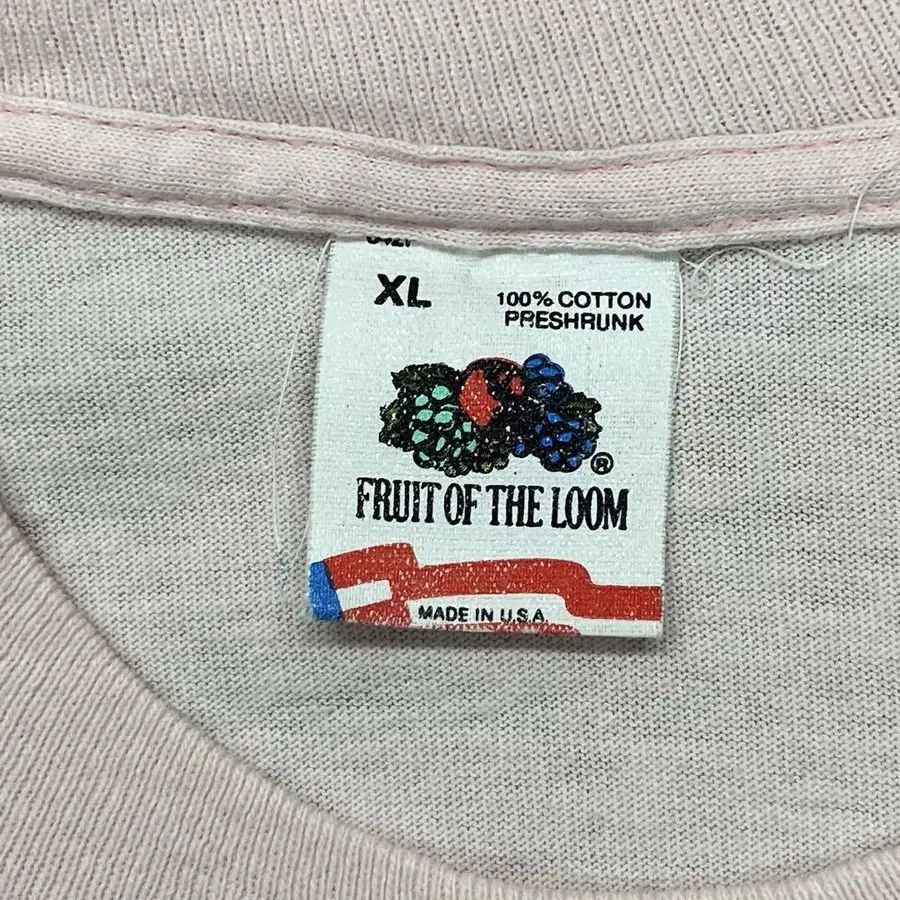 XL
100% COTTON
PRESHRUNK
®
FRUIT OF THE LOOM
MADE IN U.S.A.